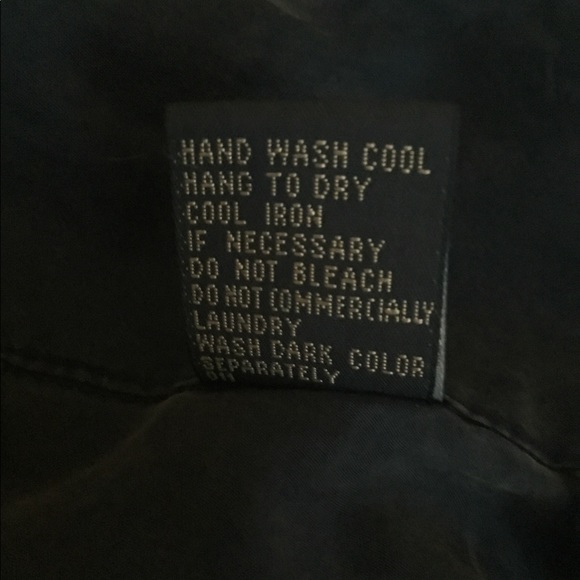 HAND WASH COOL
HANG TO DRY
COOL IRON
IF NECESSARY
DO NOT BLEACH
DO NOT COMMERCIALLY
LAUNDRY
WASH DARK COLOR
SEPARATELY